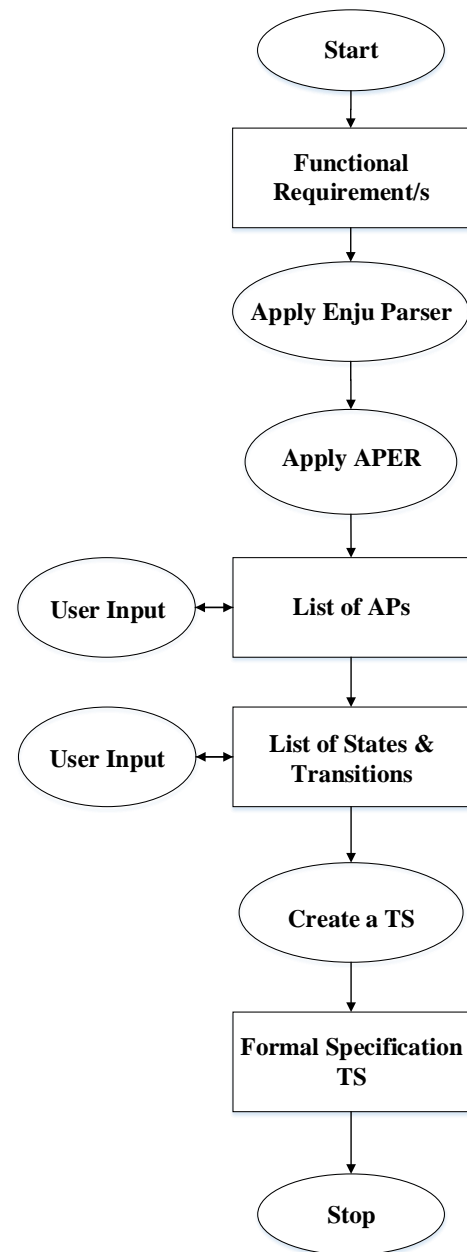 Start
Functional
Requirement/s
Apply Enju Parser
Apply APER
User Input
List of APs
User Input
List of States &
Transitions
Create a TS
Formal Specification
TS
Stop